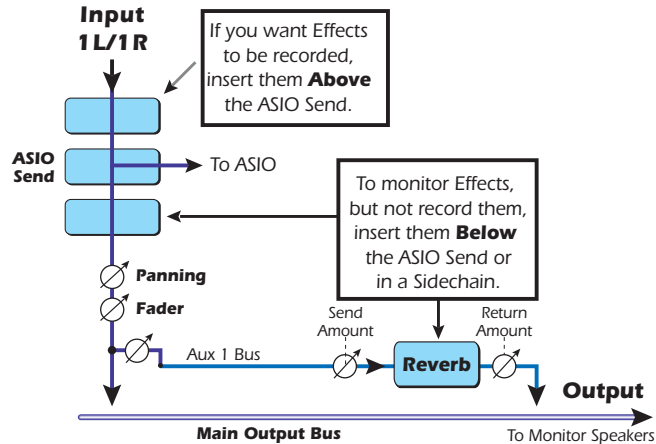 Input
1L/1R
If you want Effects
to be recorded,
insert them Above
the ASIO Send.
ASIO
Send
To ASIO
To monitor Effects,
but not record them,
insert them Below
the ASIO Send or
in a Sidechain.
Panning
Fader
Send
Amount
Return
Amount
Aux 1 Bus
Reverb
Output
Main Output Bus
To Monitor Speakers